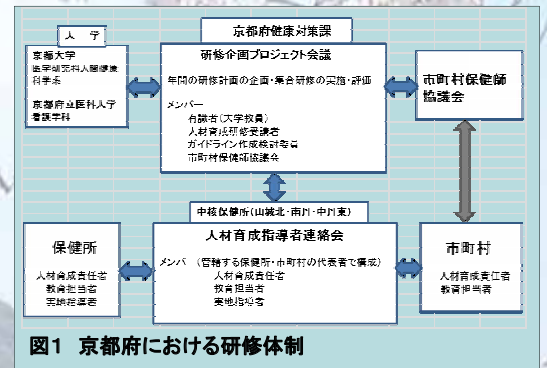 大学
京都大学
医学研究科人間健康
科学系
京都府立医科大学
看護学科
京都府健康対策課
研修企画プロジェクト会議
年間の研修計画の企画・集合研修の実施・評価
メンバー
有識者(大学教員)
人材育成研修受講者
ガイドライン作成検討委員
市町村保健師協議会
市町村保健師
協議会
中核保健所(山城北・南丹・中丹東)
人材育成指導者連絡会
メンバ (管轄する保健所・市町村の代表者で構成)
人材育成責任者
教育担当者
実地指導者
保健所
人材育成責任者
教育担当者
実地指導者
市町村
人材育成責任者
教育担当者
図1 京都府における研修体制